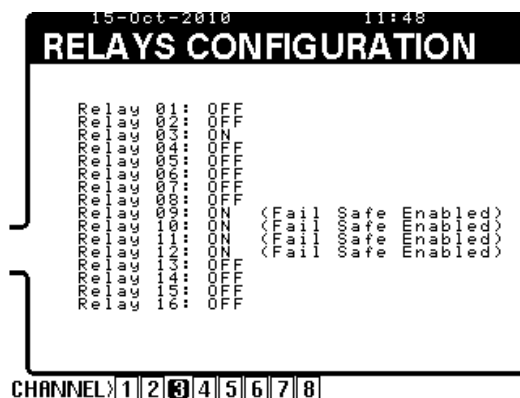 15-Oct-2010 11:48
RELAYS CONFIGURATION
Relay 01: OFF
Relay 02: OFF
Relay 03: ON
Relay 04: OFF
Relay 05: OFF
Relay 06: OFF
Relay 07: OFF
Relay 08: OFF
Relay 09: ON (Fail Safe Enabled)
Relay 10: ON (Fail Safe Enabled)
Relay 11: ON (Fail Safe Enabled)
Relay 12: ON (Fail Safe Enabled)
Relay 13: OFF
Relay 14: OFF
Relay 15: OFF
Relay 16: OFF
CHANNEL> 1 2 3 4 5 6 7 8